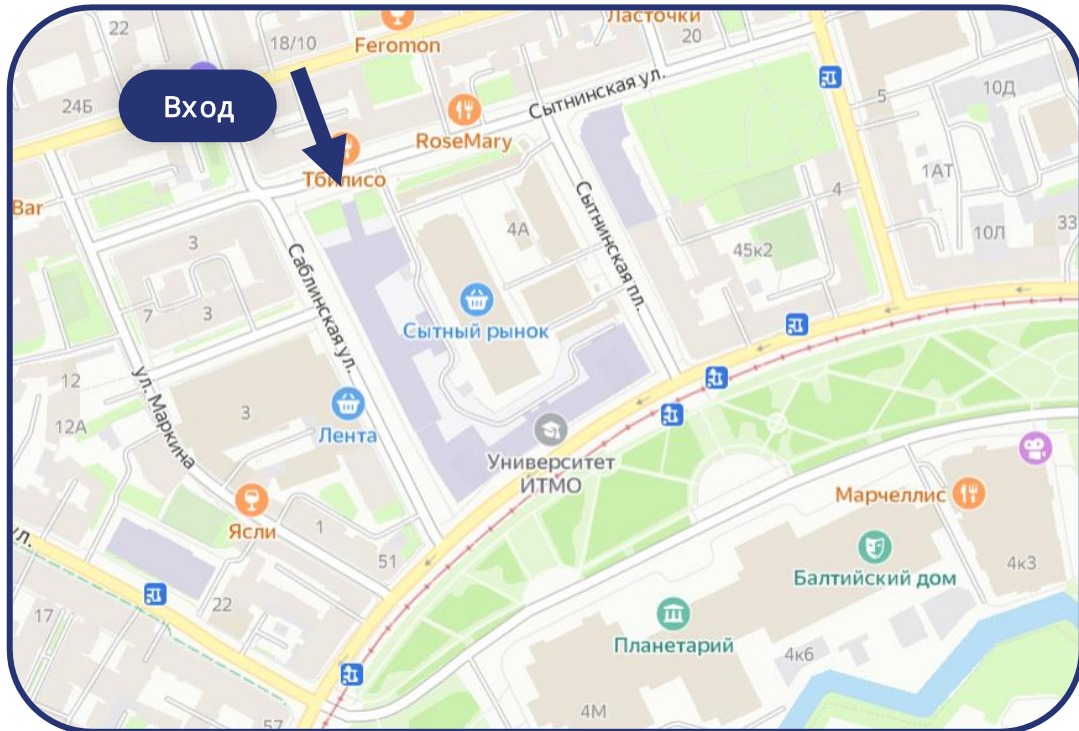 22
18/10
Feromon
Ласточки
20
24Б
Вход
RoseMary
Сытнинская ул.
5
10Д
Тбилисо
1АТ
Bar
4
Сытнинская пл.
3
4А
45к2
10Л
33
Саблинская ул.
7
3
Сытный рынок
12
ул. Маркина
3
12А
Лента
Университет
ИТМО
Марчеллис
Ясли
1
ул.
51
4к3
Балтийский дом
22
17
Планетарий
4к6
57
4М